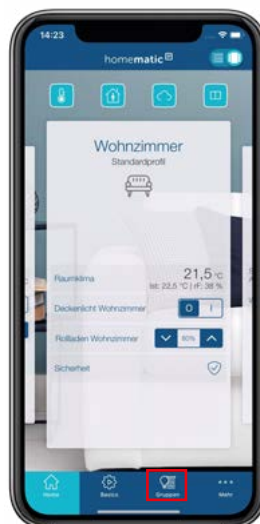 14:23
homematic IP
Wohnzimmer
Standardprofil
Raumklima
21,5 °C
Ist: 22,5 °C | rF: 38 %
Deckenlicht Wohnzimmer
O I
Rollladen Wohnzimmer
80%
Sicherheit
Home
Basics
Gruppen
Mehr